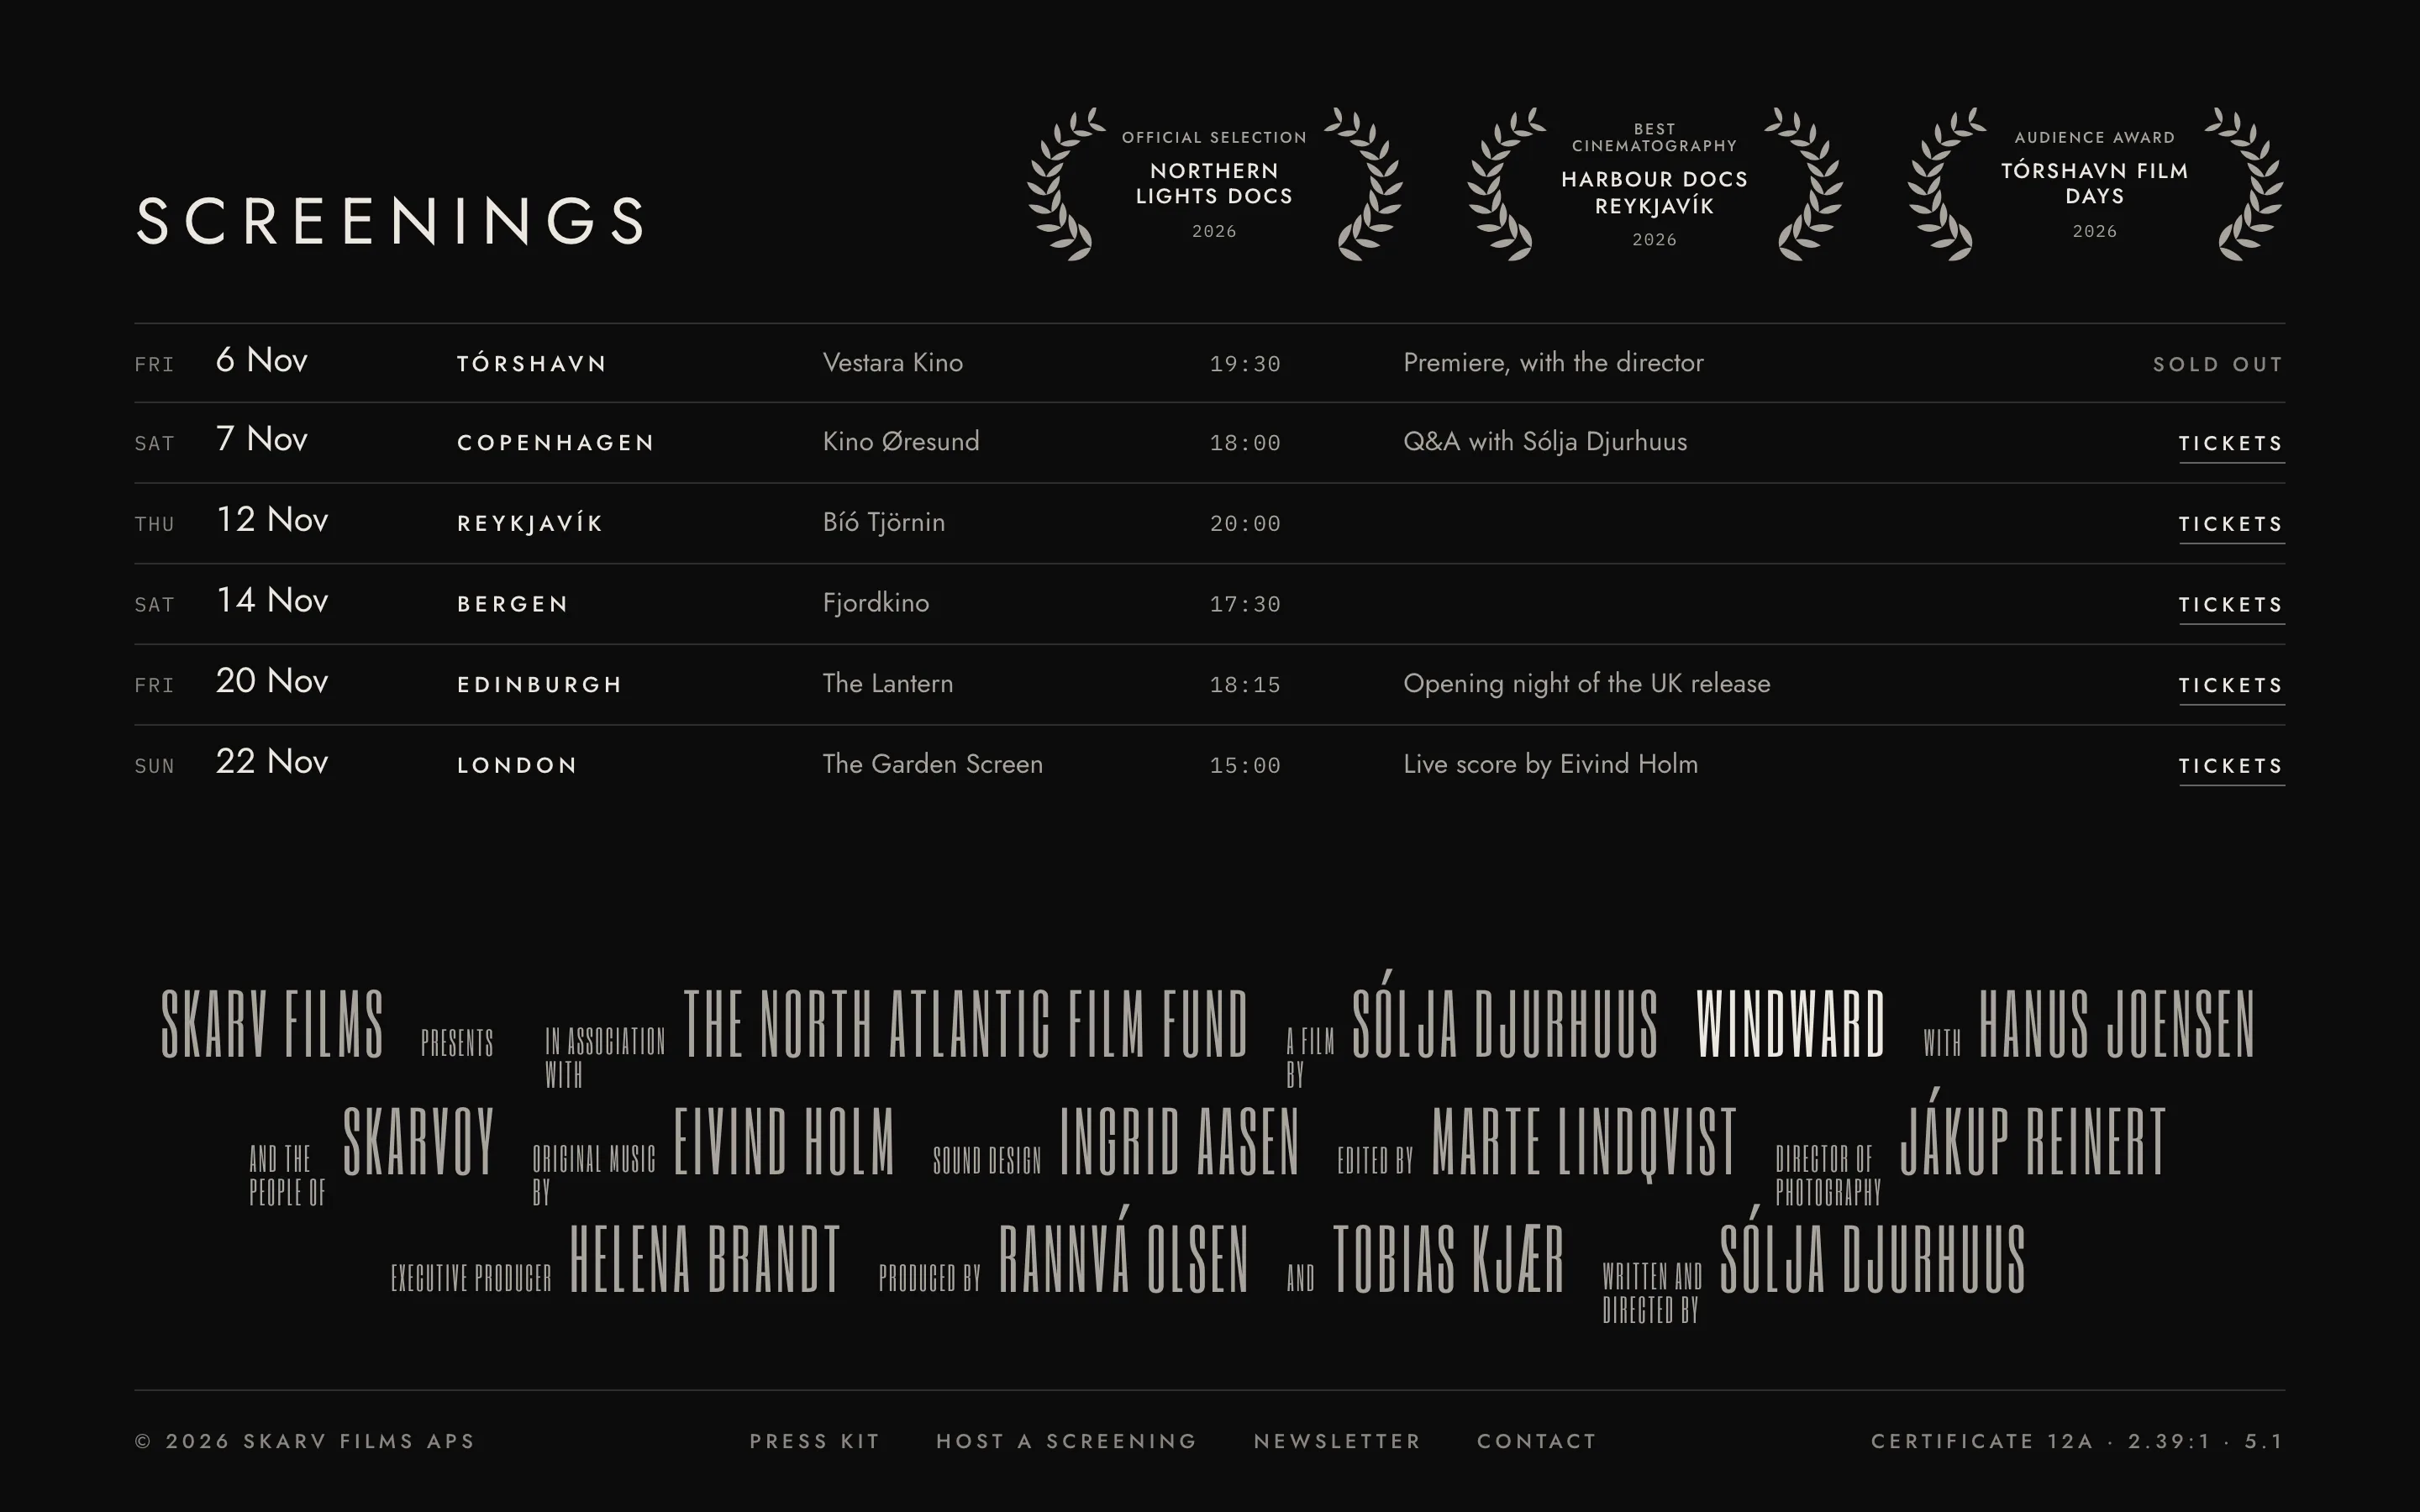 SCREENINGS
OFFICIAL SELECTION
NORTHERN
LIGHTS DOCS
2026
BEST
CINEMATOGRAPHY
HARBOUR DOCS
REYKJAVÍK
2026
AUDIENCE AWARD
TÓRSHAVN FILM
DAYS
2026
FRI 6 Nov TÓRSHAVN Vestara Kino 19:30 Premiere, with the director SOLD OUT
SAT 7 Nov COPENHAGEN Kino Øresund 18:00 Q&A with Sólja Djurhuus TICKETS
THU 12 Nov REYKJAVÍK Bíó Tjörnin 20:00 TICKETS
SAT 14 Nov BERGEN Fjordkino 17:30 TICKETS
FRI 20 Nov EDINBURGH The Lantern 18:15 Opening night of the UK release TICKETS
SUN 22 Nov LONDON The Garden Screen 15:00 Live score by Eivind Holm TICKETS
SKARV FILMS PRESENTS IN ASSOCIATION WITH THE NORTH ATLANTIC FILM FUND A FILM BY SÓLJA DJURHUUS WINDWARD WITH HANUS JOENSEN
AND THE PEOPLE OF SKARVOY ORIGINAL MUSIC BY EIVIND HOLM SOUND DESIGN INGRID AASEN EDITED BY MARTE LINDQVIST DIRECTOR OF PHOTOGRAPHY JÁKUP REINERT
EXECUTIVE PRODUCER HELENA BRANDT PRODUCED BY RANNVÁ OLSEN AND TOBIAS KJÆR WRITTEN AND DIRECTED BY SÓLJA DJURHUUS
© 2026 SKARV FILMS APS PRESS KIT HOST A SCREENING NEWSLETTER CONTACT CERTIFICATE 12A · 2.39:1 · 5.1